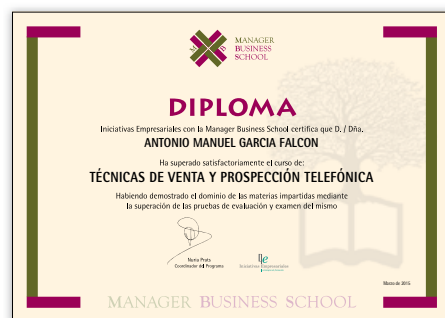 M B
MANAGER
BUSINESS
SCHOOL
DIPLOMA
Iniciativas Empresariales con la Manager Business School certifica que D. / Dña.
ANTONIO MANUEL GARCIA FALCON
Ha superado satisfactoriamente el curso de:
TÉCNICAS DE VENTA Y PROSPECCIÓN TELEFÓNICA
Habiendo demostrado el dominio de las materias impartidas mediante
la superación de las pruebas de evaluación y examen del mismo
Nuria Prats
Coordinador del Programa
Iniciativas Empresariales
Marzo de 2015
MANAGER BUSINESS SCHOOL